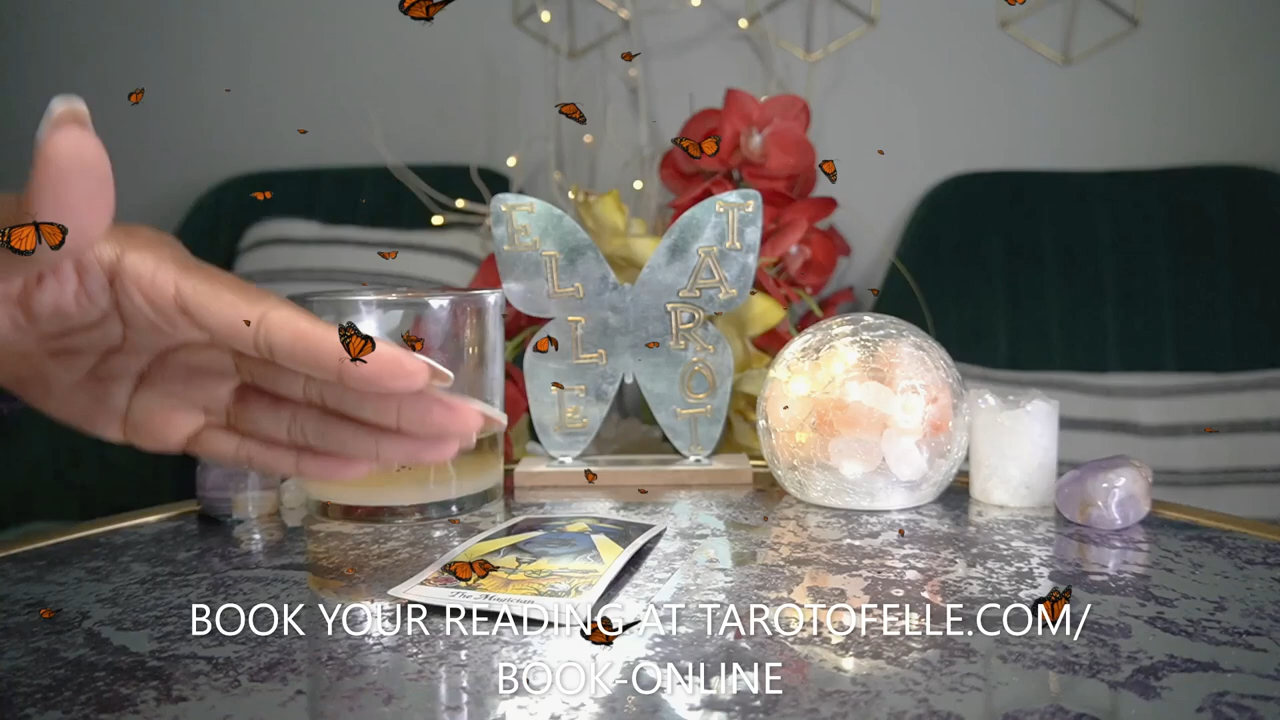 ELLE
TAROT
The Magician
BOOK YOUR READING AT TAROTOFELLE.COM/
BOOK-ONLINE